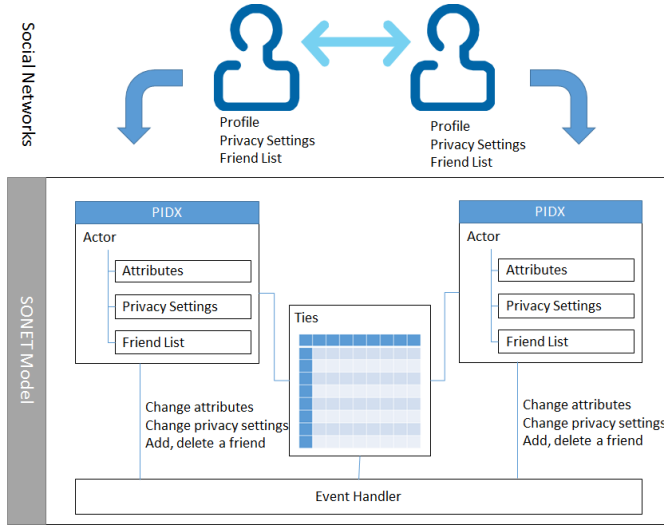 Social Networks
Profile
Privacy Settings
Friend List
Profile
Privacy Settings
Friend List
SONET Model
PIDX
Actor
Attributes
Privacy Settings
Friend List
Ties
PIDX
Actor
Attributes
Privacy Settings
Friend List
Change attributes
Change privacy settings
Add, delete a friend
Change attributes
Change privacy settings
Add, delete a friend
Event Handler